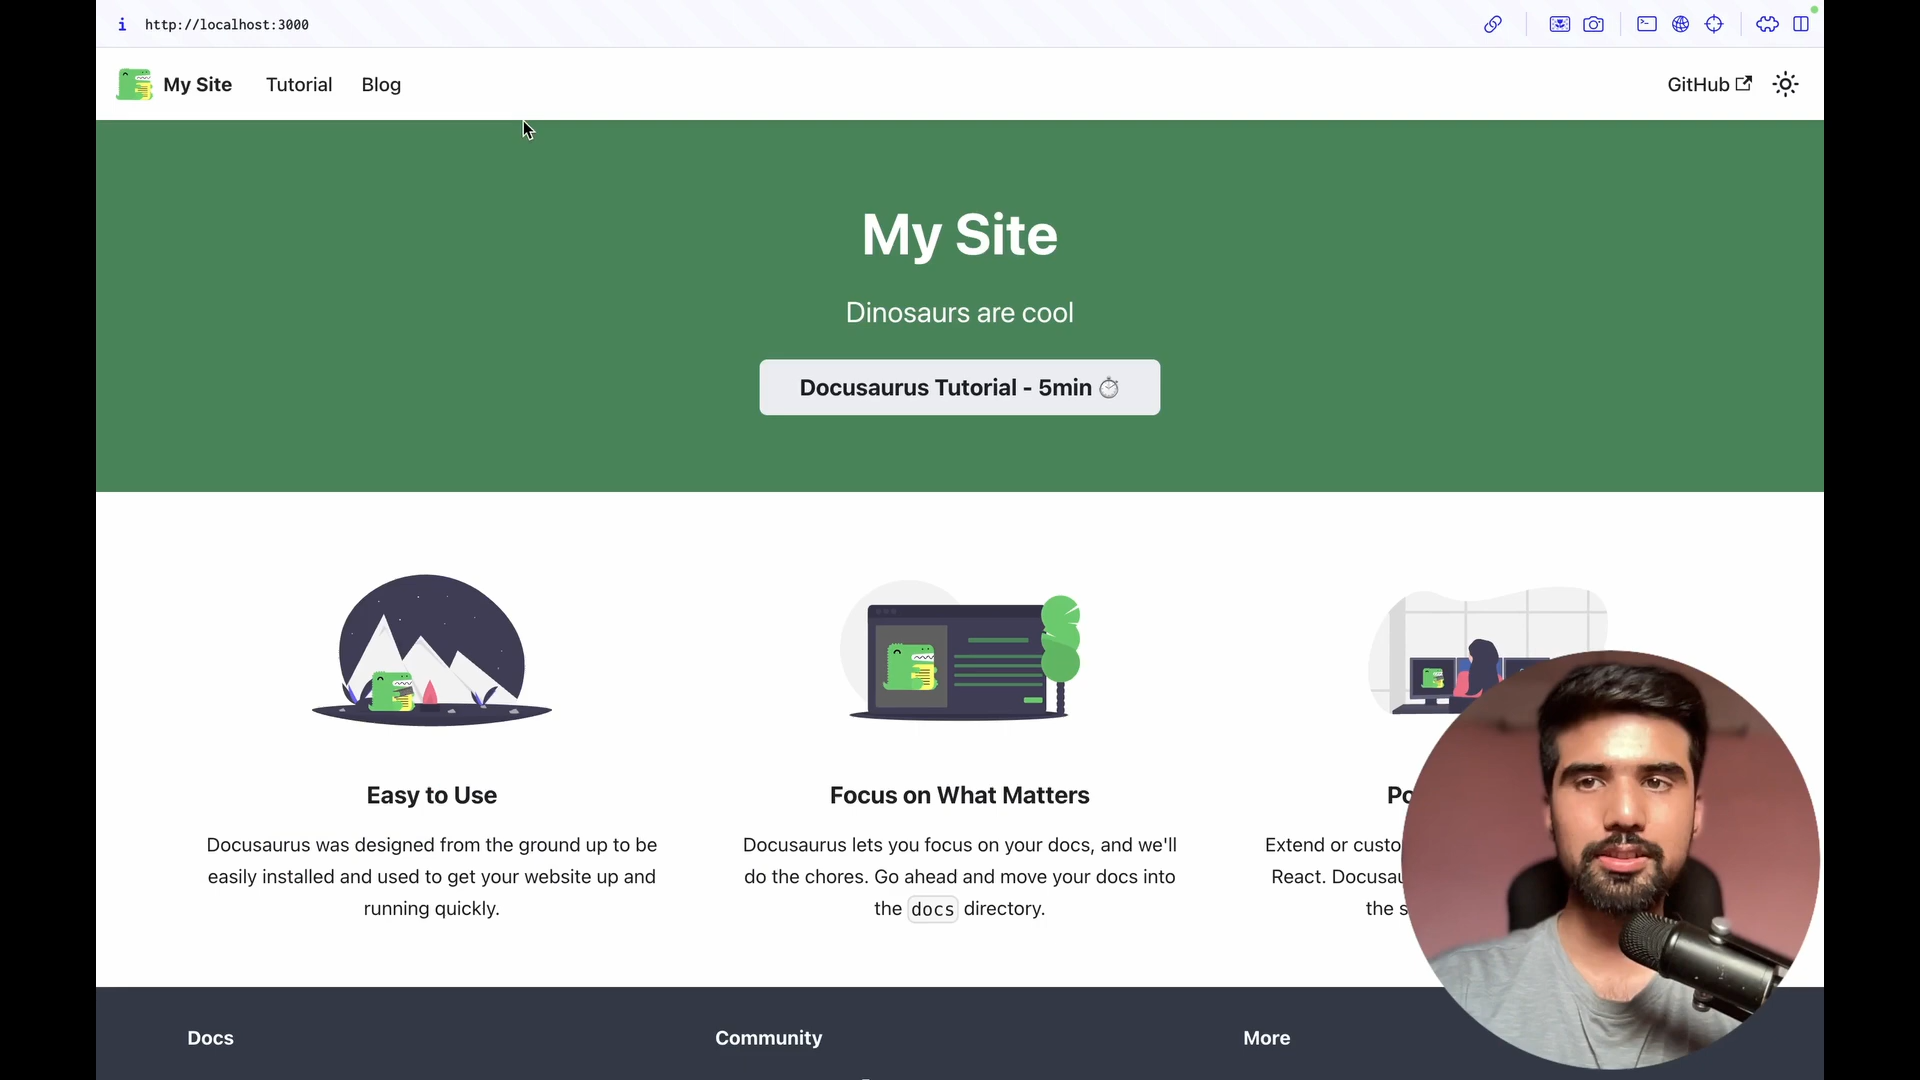 http://localhost:3000
My Site
Tutorial
Blog
GitHub
My Site
Dinosaurs are cool
Docusaurus Tutorial - 5min ⏱️
Easy to Use
Docusaurus was designed from the ground up to be
easily installed and used to get your website up and
running quickly.
Focus on What Matters
Docusaurus lets you focus on your docs, and we'll
do the chores. Go ahead and move your docs into
the docs directory.
Extend or
React.
the
Docs
Community
More